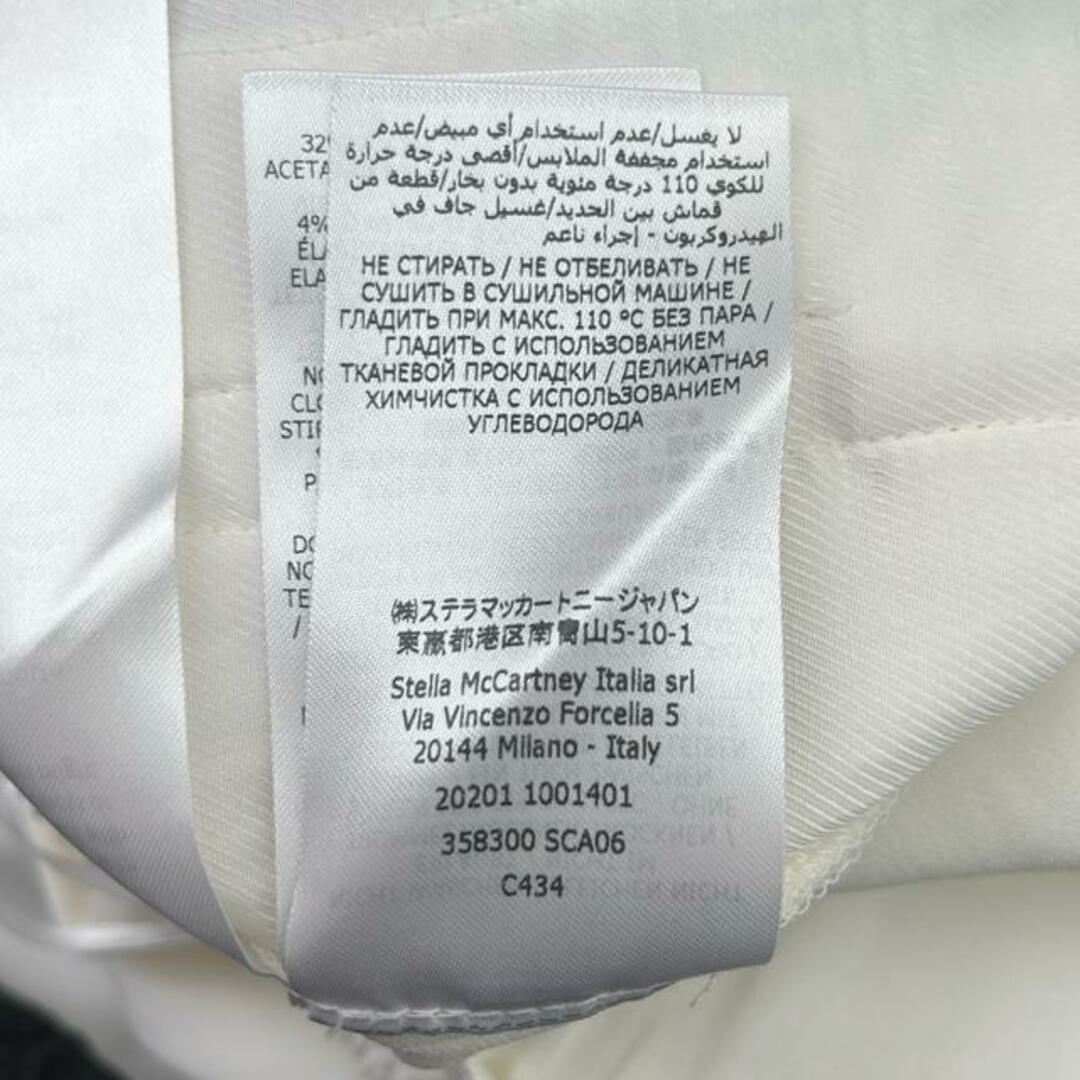 لا يغسل/عدم استخدام أي مبيض/عدم
استخدام مجففة الملابس/أقصى درجة حرارة
للكوي 110 درجة مئوية بدون بخار/قطعة من
قماش بين الحديد/غسيل جاف في
الهيدروكربون - إجراء ناعم
НЕ СТИРАТЬ / НЕ ОТБЕЛИВАТЬ / НЕ
СУШИТЬ В СУШИЛЬНОЙ МАШИНЕ /
ГЛАДИТЬ ПРИ МАКС. 110 ºC БЕЗ ПАРА /
ГЛАДИТЬ С ИСПОЛЬЗОВАНИЕМ
ТКАНЕВОЙ ПРОКЛАДКИ / ДЕЛИКАТНАЯ
ХИМЧИСТКА С ИСПОЛЬЗОВАНИЕМ
УГЛЕВОДОРОДА
㈱ステラマッカートニージャパン
東京都港区南青山5-10-1
Stella McCartney Italia srl
Via Vincenzo Forcella 5
20144 Milano - Italy
20201 1001401
358300 SCA06
C434
32
4%